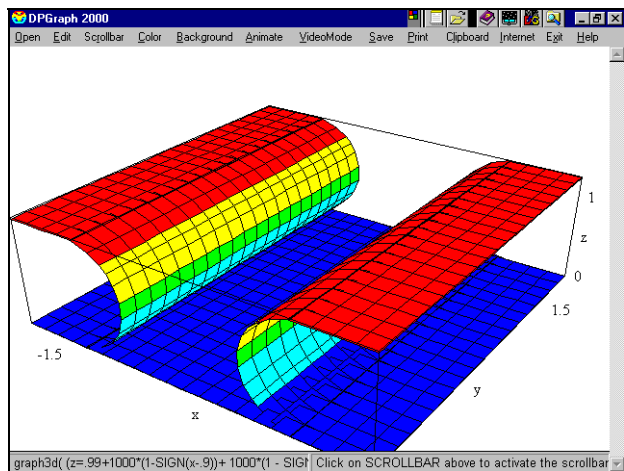 DPGraph 2000
Open Edit Scrollbar Color Background Animate VideoMode Save Print Clipboard Internet Exit Help
1
z
0
1.5
-1.5
y
x
graph3d( (z=.99+1000*(1-SIGN(x-.9))+ 1000*(1 - SIGN Click on SCROLLBAR above to activate the scrollbar